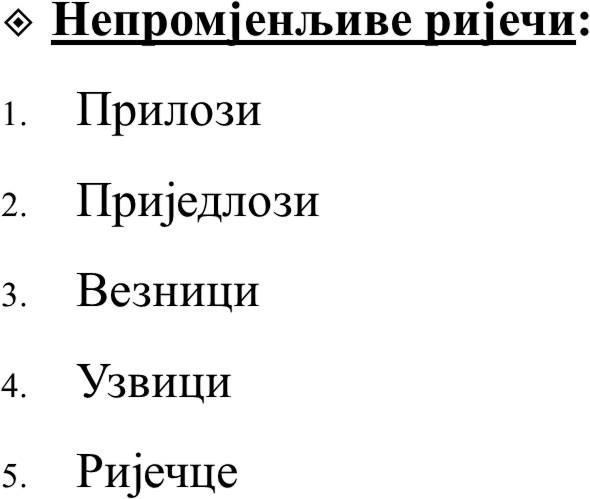 ❖ Непромјенљиве ријечи:
1. Прилози
2. Приједлози
3. Везници
4. Узвици
5. Ријечце